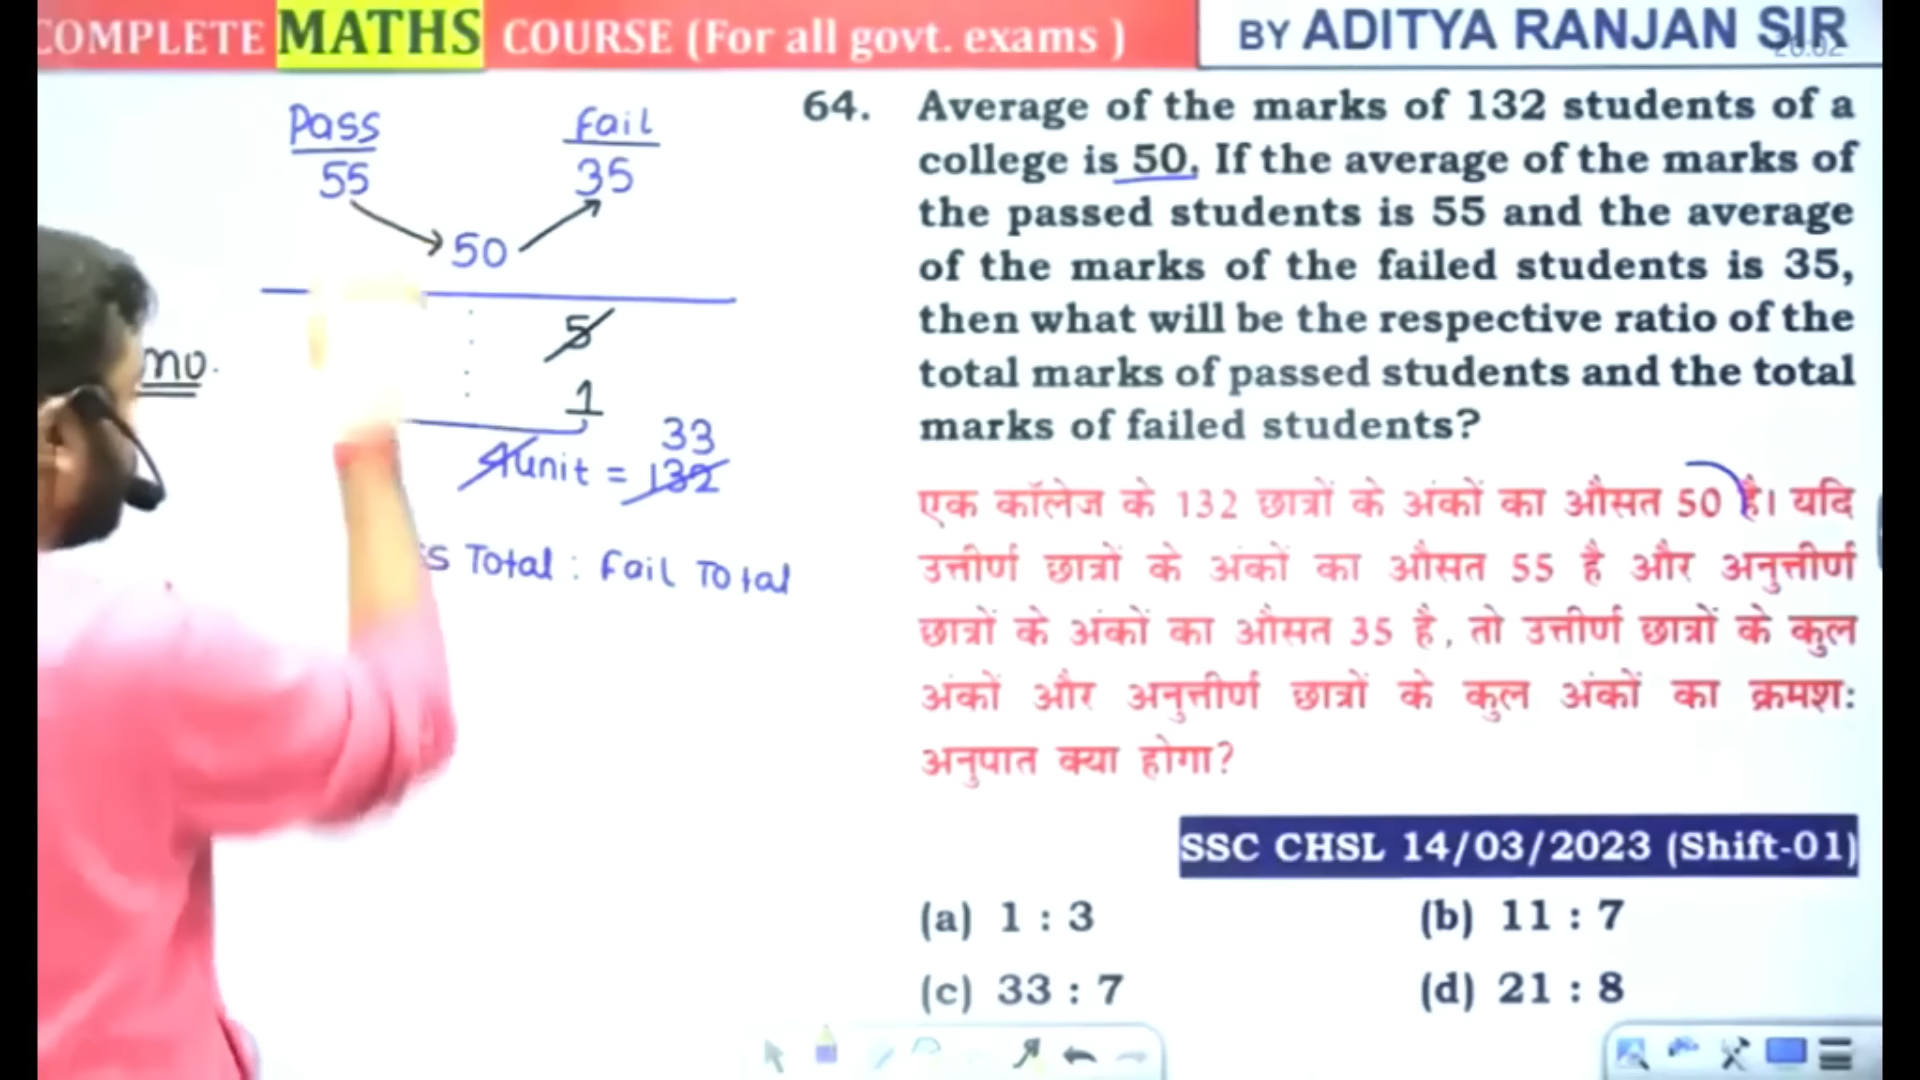 COMPLETE MATHS COURSE (For all govt. exams )
BY ADITYA RANJAN SIR
Pass
Fail
55
35
50
5
1
no.
33
4unit = 132
Total : Fail Total
64. Average of the marks of 132 students of a
college is 50. If the average of the marks of
the passed students is 55 and the average
of the marks of the failed students is 35,
then what will be the respective ratio of the
total marks of passed students and the total
marks of failed students?
एक कॉलेज के 132 छात्रों के अंकों का औसत 50 है। यदि
उत्तीर्ण छात्रों के अंकों का औसत 55 है और अनुत्तीर्ण
छात्रों के अंकों का औसत 35 है, तो उत्तीर्ण छात्रों के कुल
अंकों और अनुत्तीर्ण छात्रों के कुल अंकों का क्रमशः
अनुपात क्या होगा?
SSC CHSL 14/03/2023 (Shift-01)
(a) 1 : 3
(b) 11 : 7
(c) 33 : 7
(d) 21 : 8